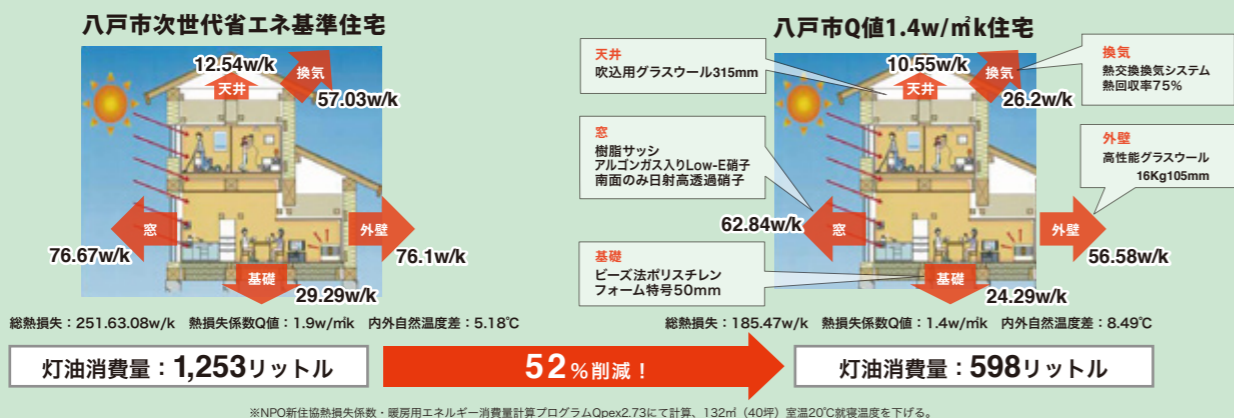 八戸市次世代省エネ基準住宅
12.54w/k
天井
換気
57.03w/k
窓
76.67w/k
外壁
76.1w/k
基礎
29.29w/k
総熱損失：251.63.08w/k 熱損失係数Q値：1.9w/㎡k 内外自然温度差：5.18℃
灯油消費量：1,253リットル
52%削減！
八戸市Q値1.4w/㎡k住宅
天井
吹込用グラスウール315mm
窓
樹脂サッシ
アルゴンガス入りLow-E硝子
南面のみ日射高透過硝子
基礎
ビーズ法ポリスチレン
フォーム特号50mm
換気
熱交換換気システム
熱回収率75%
外壁
高性能グラスウール
16Kg105mm
10.55w/k
天井
換気
26.2w/k
窓
62.84w/k
外壁
56.58w/k
基礎
24.29w/k
総熱損失：185.47w/k 熱損失係数Q値：1.4w/㎡k 内外自然温度差：8.49℃
灯油消費量：598リットル
※NPO新住協熱損失係数・暖房用エネルギー消費量計算プログラムQpex2.73にて計算、132㎡（40坪）室温20℃就寝温度を下げる。